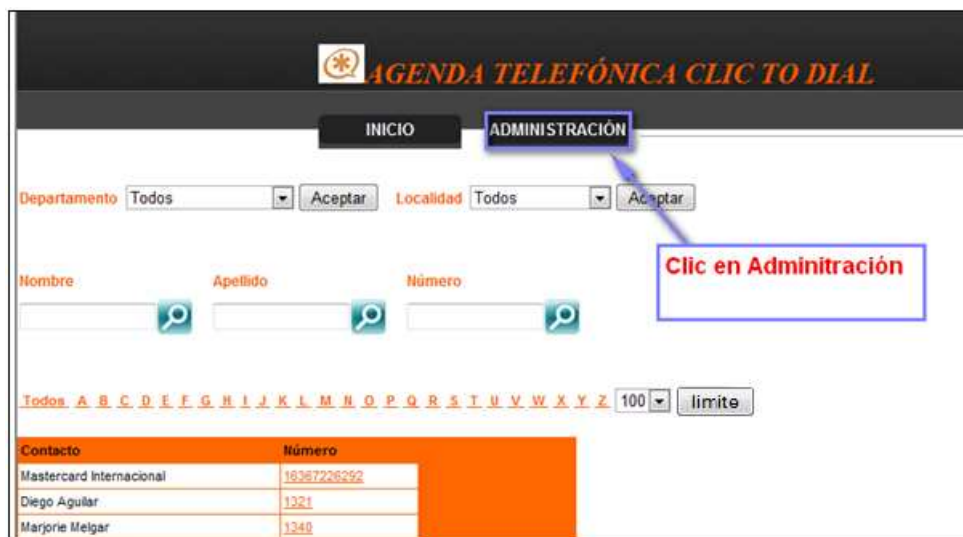 AGENDA TELEFÓNICA CLIC TO DIAL
INICIO ADMINISTRACIÓN
Departamento Todos Aceptar Localidad Todos Aceptar
Clic en Adminitración
Nombre Apellido Número
Todos A B C D E F G H I J K L M N O P Q R S T U V W X Y Z 100 limite
Contacto Número
Mastercard Internacional 16367226292
Diego Aguilar 1321
Marjorie Melgar 1340